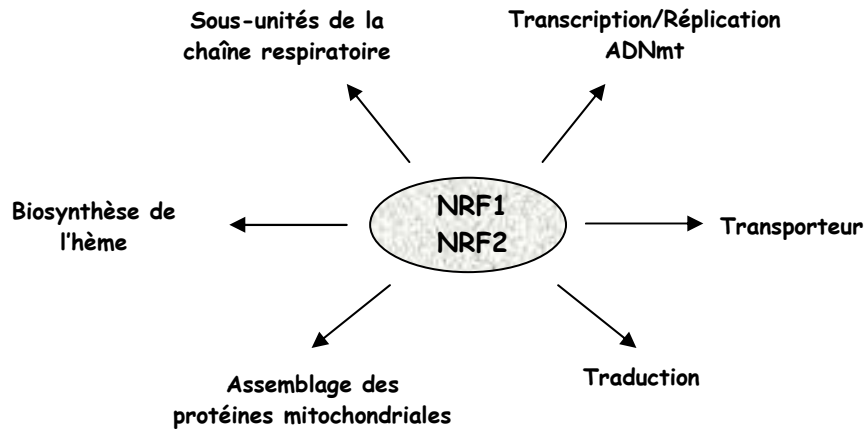 Sous-unités de la
chaîne respiratoire
Transcription/Réplication
ADNmt
NRF1
NRF2
Biosynthèse de
l'hème
Transporteur
Assemblage des
protéines mitochondriales
Traduction